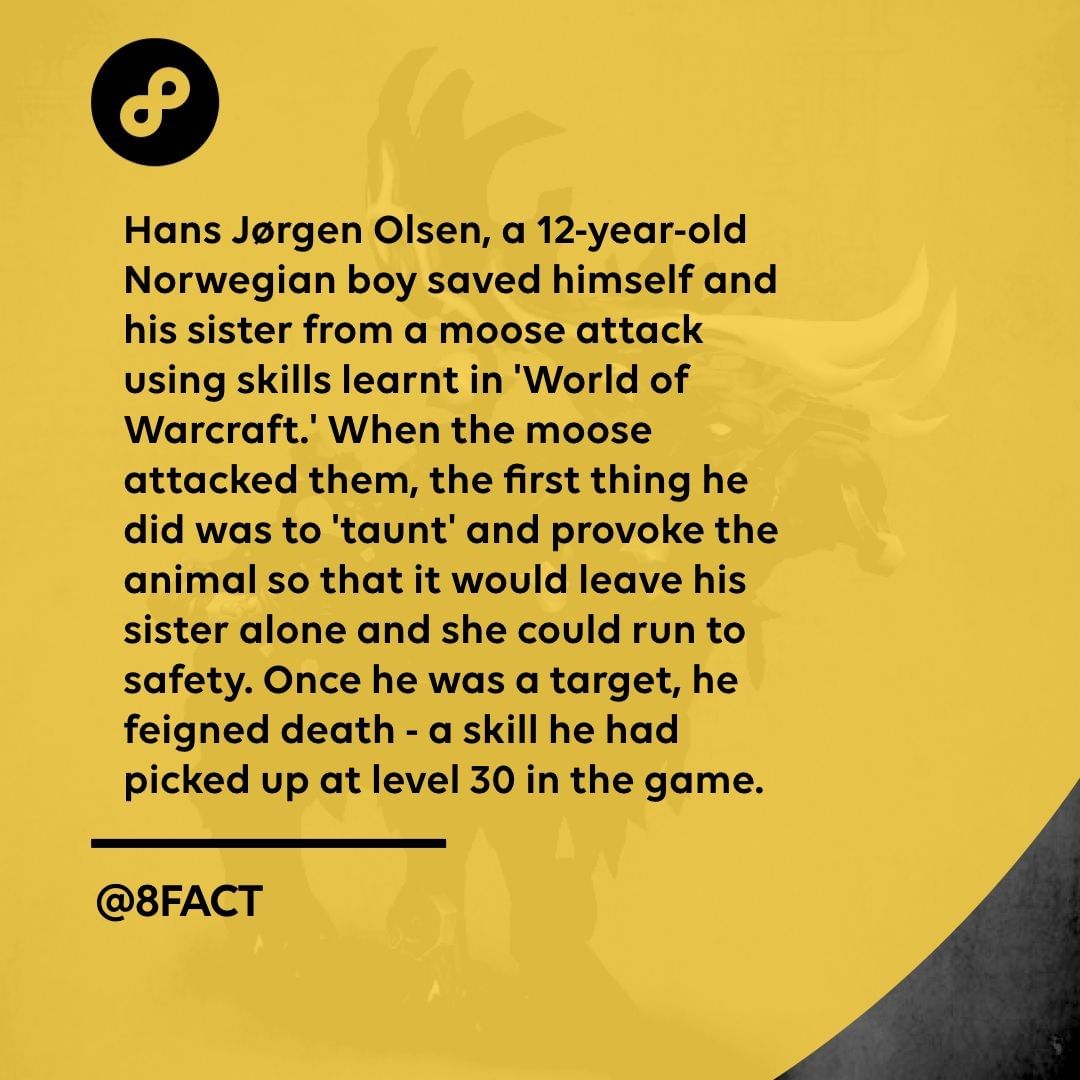 Hans Jørgen Olsen, a 12-year-old
Norwegian boy saved himself and
his sister from a moose attack
using skills learnt in 'World of
Warcraft.' When the moose
attacked them, the first thing he
did was to 'taunt' and provoke the
animal so that it would leave his
sister alone and she could run to
safety. Once he was a target, he
feigned death - a skill he had
picked up at level 30 in the game.
@8FACT